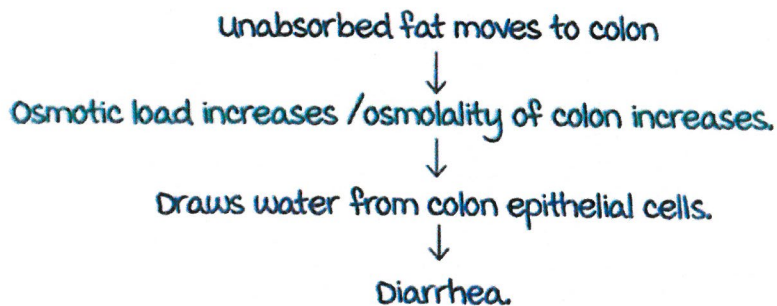 Unabsorbed fat moves to colon
↓
Osmotic load increases /osmolality of colon increases.
↓
Draws water from colon epithelial cells.
↓
Diarrhea.